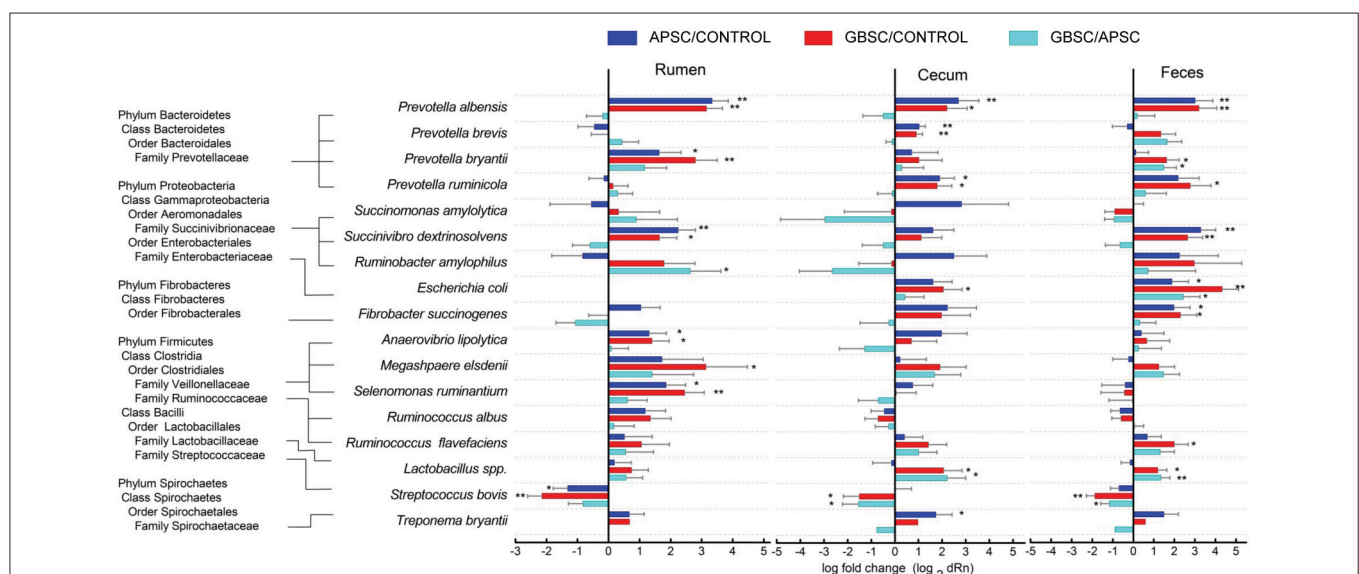 APSC/CONTROL GBSC/CONTROL GBSC/APSC
Rumen Cecum Feces
Phylum Bacteroidetes
Class Bacteroidetes
Order Bacteroidales
Family Prevotellaceae
Phylum Proteobacteria
Class Gammaproteobacteria
Order Aeromonadales
Family Succinivibrionaceae
Order Enterobacteriales
Family Enterobacteriaceae
Phylum Fibrobacteres
Class Fibrobacteres
Order Fibrobacterales
Phylum Firmicutes
Class Clostridia
Order Clostridiales
Family Veillonellaceae
Family Ruminococcaceae
Class Bacilli
Order Lactobacillales
Family Lactobacillaceae
Family Streptococcaceae
Phylum Spirochaetes
Class Spirochaetes
Order Spirochaetales
Family Spirochaetaceae
Prevotella albensis
Prevotella brevis
Prevotella bryantii
Prevotella ruminicola
Succinomonas amylolytica
Succinivibro dextrinosolvens
Ruminobacter amylophilus
Escherichia coli
Fibrobacter succinogenes
Anaerovibrio lipolytica
Megashpaere elsdenii
Selenomonas ruminantium
Ruminococcus albus
Ruminococcus flavefaciens
Lactobacillus spp.
Streptococcus bovis
Treponema bryantii
** ** * ** ** * * * * * * ** * **
** * ** ** * * * * * * * *
** ** * * ** ** * ** * * * * * ** ** *
-3 -2 -1 0 1 2 3 4 5 -5 -4 -3 -2 -1 0 1 2 3 4 5 -5 -4 -3 -2 -1 0 1 2 3 4 5
log fold change (log 2 dRn)